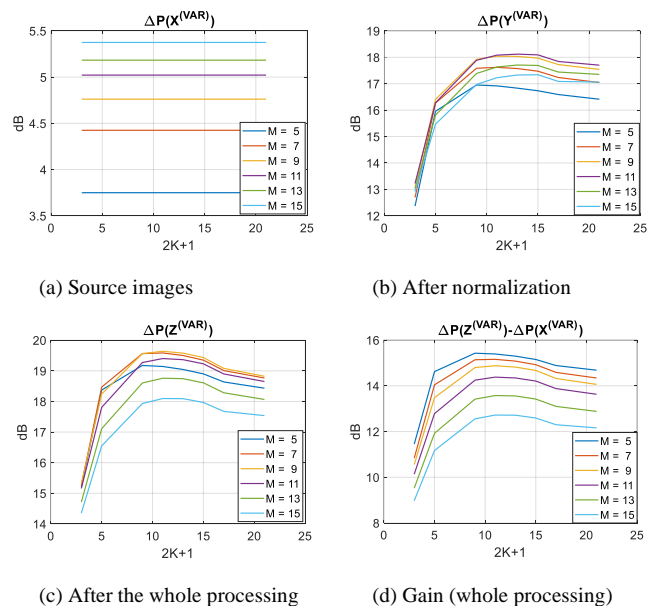 ΔP(X^(VAR))
5.5
5
4.5
4
3.5
dB
0 5 10 15 20 25
2K+1
M = 5
M = 7
M = 9
M = 11
M = 13
M = 15
(a) Source images
ΔP(Y^(VAR))
19
18
17
16
15
14
13
12
dB
0 5 10 15 20 25
2K+1
M = 5
M = 7
M = 9
M = 11
M = 13
M = 15
(b) After normalization
ΔP(Z^(VAR))
20
19
18
17
16
15
14
dB
0 5 10 15 20 25
2K+1
M = 5
M = 7
M = 9
M = 11
M = 13
M = 15
(c) After the whole processing
ΔP(Z^(VAR))-ΔP(X^(VAR))
16
14
12
10
8
dB
0 5 10 15 20 25
2K+1
M = 5
M = 7
M = 9
M = 11
M = 13
M = 15
(d) Gain (whole processing)